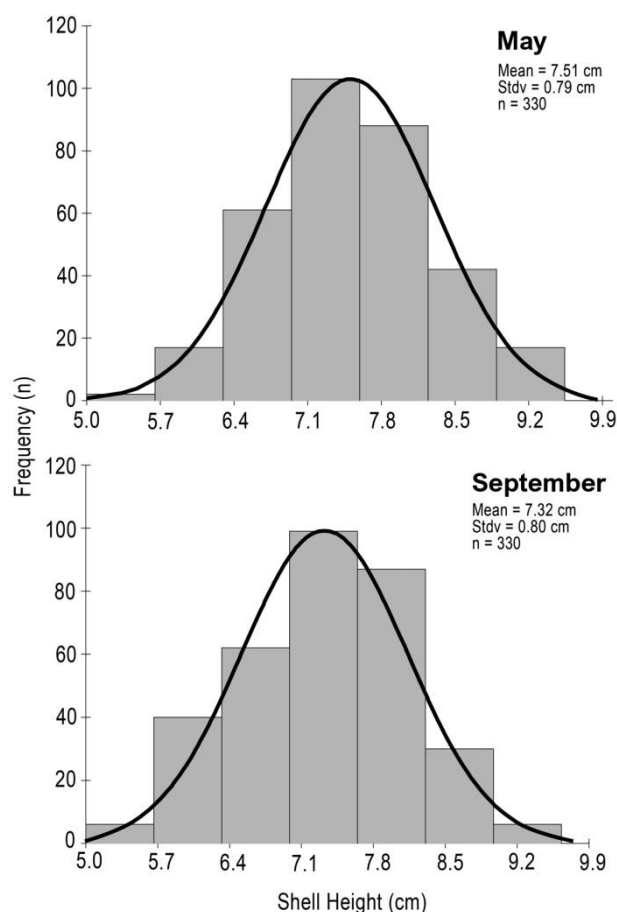 120
May
Mean = 7.51 cm
Stdv = 0.79 cm
n = 330
100
80
60
40
20
0
5.0 5.7 6.4 7.1 7.8 8.5 9.2 9.9
Frequency (n)
120
September
Mean = 7.32 cm
Stdv = 0.80 cm
n = 330
100
80
60
40
20
0
5.0 5.7 6.4 7.1 7.8 8.5 9.2 9.9
Shell Height (cm)